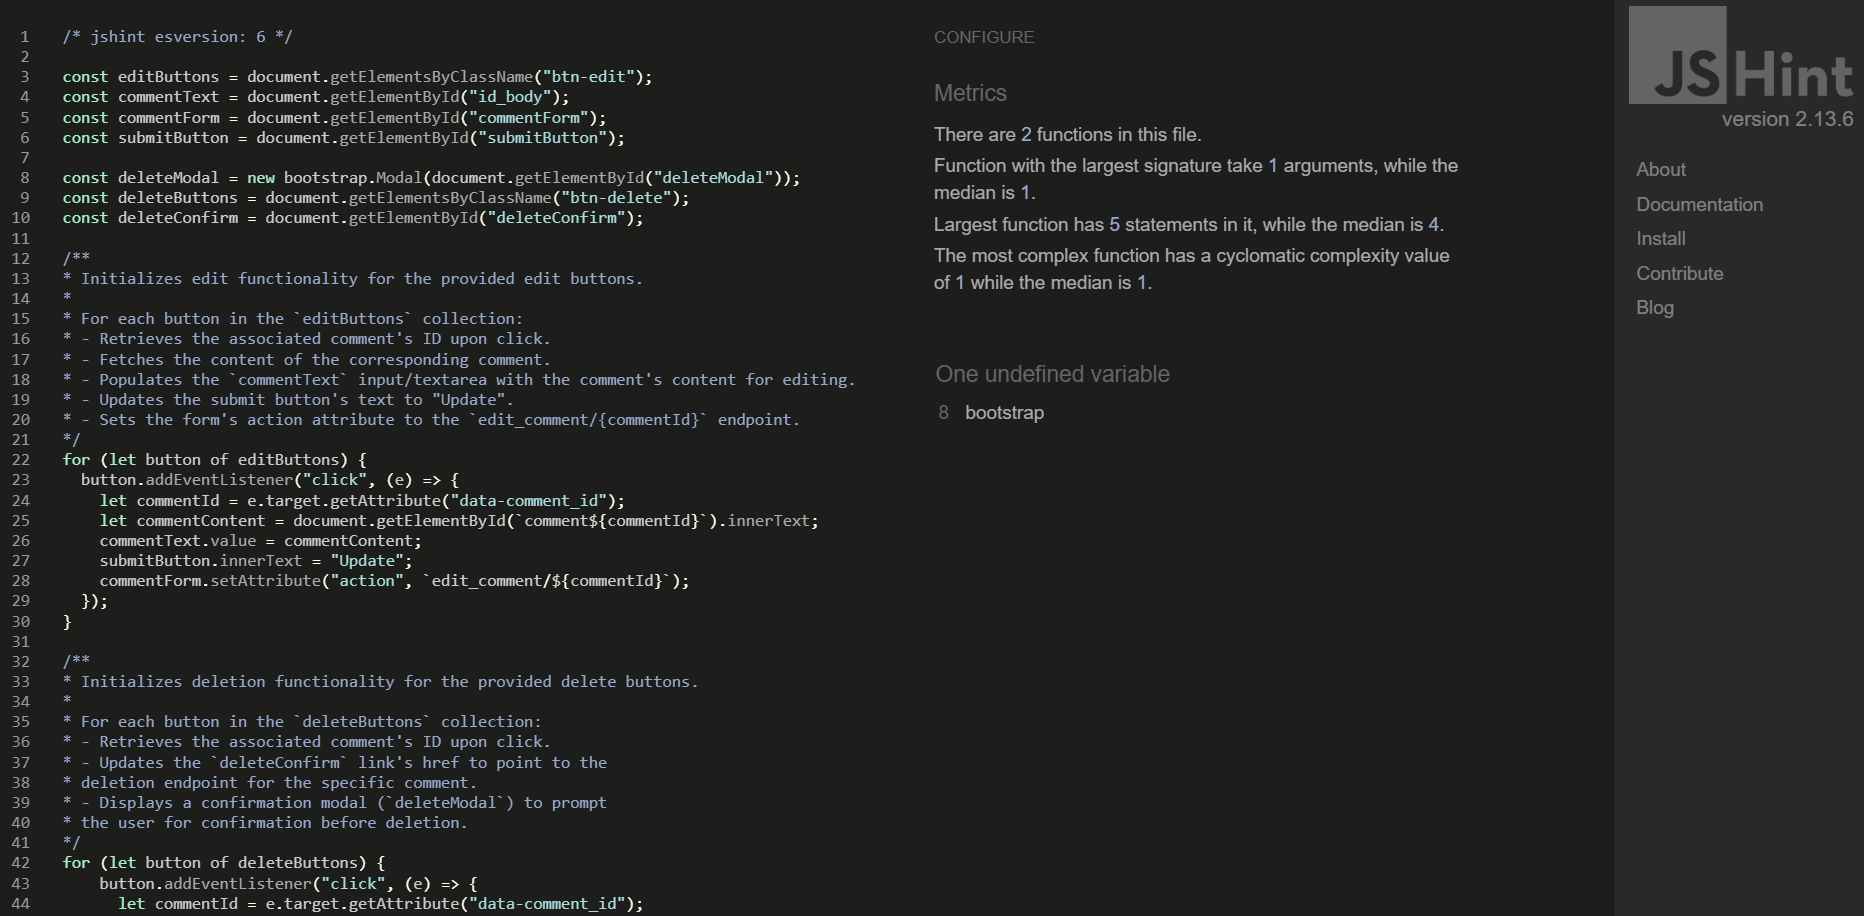 1 /* jshint esversion: 6 */
2
3 const editButtons = document.getElementsByClassName("btn-edit");
4 const commentText = document.getElementById("id_body");
5 const commentForm = document.getElementById("commentForm");
6 const submitButton = document.getElementById("submitButton");
7
8 const deleteModal = new bootstrap.Modal(document.getElementById("deleteModal"));
9 const deleteButtons = document.getElementsByClassName("btn-delete");
10 const deleteConfirm = document.getElementById("deleteConfirm");
11
12 /**
13 * Initializes edit functionality for the provided edit buttons.
14 *
15 * For each button in the `editButtons` collection:
16 * - Retrieves the associated comment's ID upon click.
17 * - Fetches the content of the corresponding comment.
18 * - Populates the `commentText` input/textarea with the comment's content for editing.
19 * - Updates the submit button's text to "Update".
20 * - Sets the form's action attribute to the `edit_comment/{commentId}` endpoint.
21 */
22 for (let button of editButtons) {
23 button.addEventListener("click", (e) => {
24 let commentId = e.target.getAttribute("data-comment_id");
25 let commentContent = document.getElementById(`comment${commentId}`).innerText;
26 commentText.value = commentContent;
27 submitButton.innerText = "Update";
28 commentForm.setAttribute("action", `edit_comment/${commentId}`);
29 });
30 }
31
32 /**
33 * Initializes deletion functionality for the provided delete buttons.
34 *
35 * For each button in the `deleteButtons` collection:
36 * - Retrieves the associated comment's ID upon click.
37 * - Updates the `deleteConfirm` link's href to point to the
38 * deletion endpoint for the specific comment.
39 * - Displays a confirmation modal (`deleteModal`) to prompt
40 * the user for confirmation before deletion.
41 */
42 for (let button of deleteButtons) {
43 button.addEventListener("click", (e) => {
44 let commentId = e.target.getAttribute("data-comment_id");
CONFIGURE
Metrics
There are 2 functions in this file.
Function with the largest signature take 1 arguments, while the
median is 1.
Largest function has 5 statements in it, while the median is 4.
The most complex function has a cyclomatic complexity value
of 1 while the median is 1.
One undefined variable
8 bootstrap
JSHint
version 2.13.6
About
Documentation
Install
Contribute
Blog